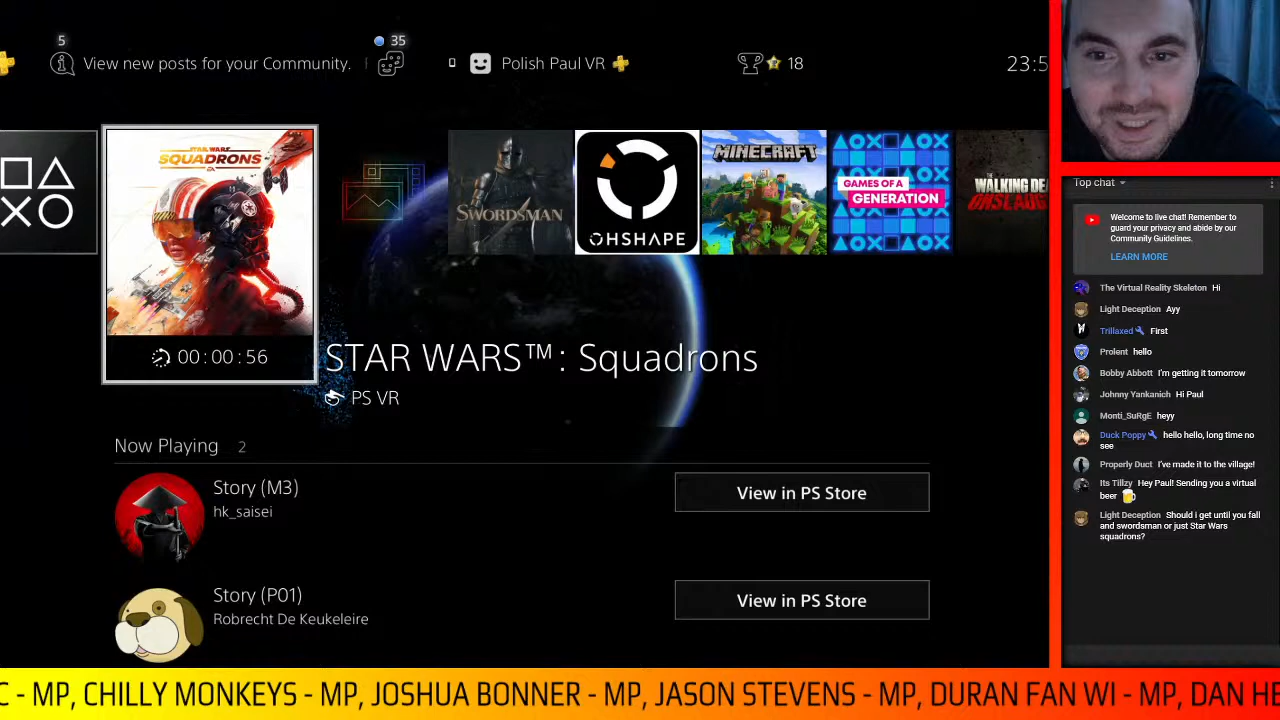 5
View new posts for your Community.
35
Polish Paul VR
18
23:5
STAR WARS
SQUADRONS
SWORDSMAN
OHSHAPE
MINECRAFT
GAMES OF A
GENERATION
THE
WALKING DEA
ONSLAUG
00:00:56
STAR WARS™: Squadrons
PS VR
Now Playing 2
Story (M3)
hk_saisei
View in PS Store
Story (P01)
Robrecht De Keukeleire
View in PS Store
Top chat
Welcome to live chat! Remember to
guard your privacy and abide by our
Community Guidelines.
LEARN MORE
The Virtual Reality Skeleton Hi
Light Deception Ayy
Trillaxed First
Prolent hello
Bobby Abbott I'm getting it tomorrow
Johnny Yankanich Hi Paul
Monti_SuRgE heyy
Duck Poppy hello hello, long time no
see
Properly Duct I've made it to the village!
Its Tillzy Hey Paul! Sending you a virtual
beer
Light Deception Should i get until you fall
and swordsman or just Star Wars
squadrons?
C - MP, CHILLY MONKEYS - MP, JOSHUA BONNER - MP, JASON STEVENS - MP, DURAN FAN WI - MP, DAN HE